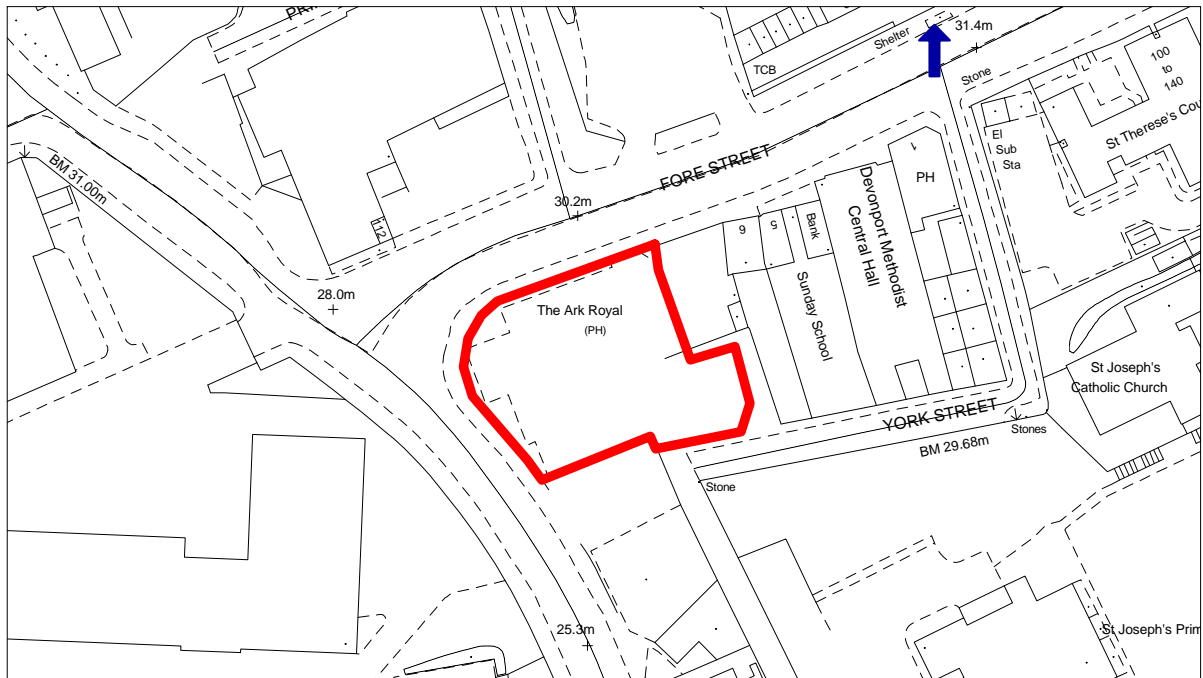 PRI
31.4m
Shelter
TCB
Stone
100
to
140
St Therese's Cou
El
Sub
Sta
BM 31.00m
FORE STREET
PH
112
30.2m
6
5
Bank
Devonport Methodist
Central Hall
Sunday School
28.0m
The Ark Royal
(PH)
St Joseph's
Catholic Church
YORK STREET
Stones
BM 29.68m
Stone
25.3m
St Joseph's Prim